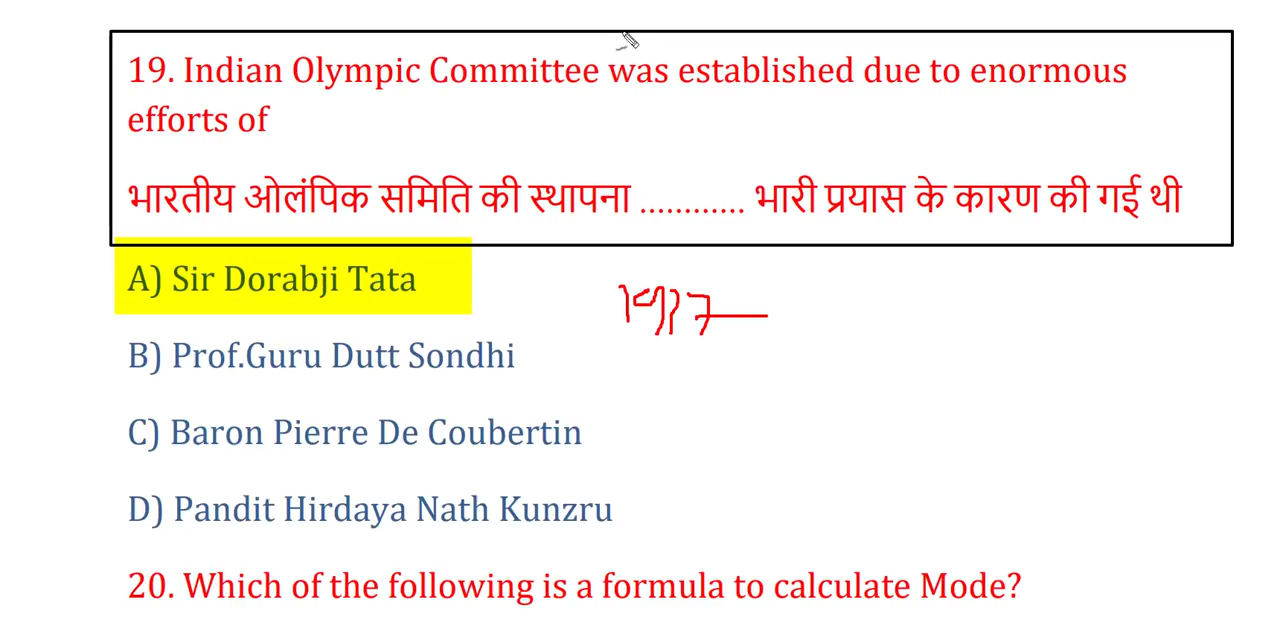 19. Indian Olympic Committee was established due to enormous
efforts of
भारतीय ओलंपिक समिति की स्थापना ............ भारी प्रयास के कारण की गई थी
A) Sir Dorabji Tata
B) Prof.Guru Dutt Sondhi
C) Baron Pierre De Coubertin
D) Pandit Hirdaya Nath Kunzru
20. Which of the following is a formula to calculate Mode?